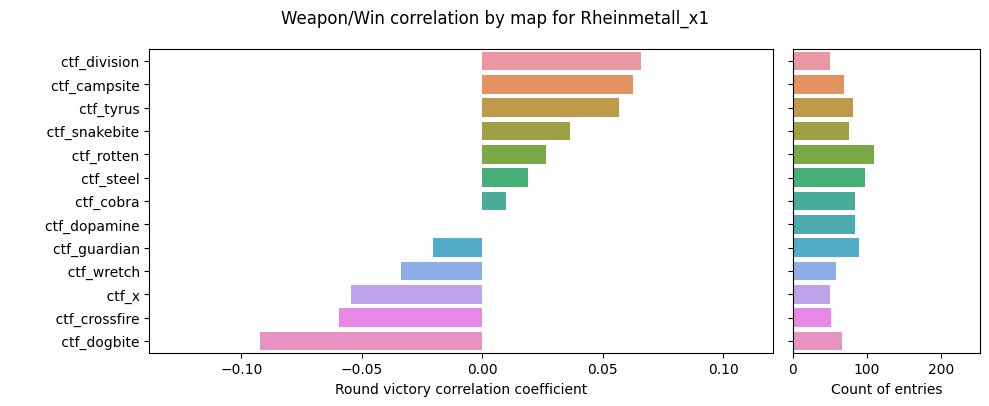 Weapon/Win correlation by map for Rheinmetall_x1
ctf_division
ctf_campsite
ctf_tyrus
ctf_snakebite
ctf_rotten
ctf_steel
ctf_cobra
ctf_dopamine
ctf_guardian
ctf_wretch
ctf_x
ctf_crossfire
ctf_dogbite
−0.10 −0.05 0.00 0.05 0.10 0 100 200
Round victory correlation coefficient Count of entries